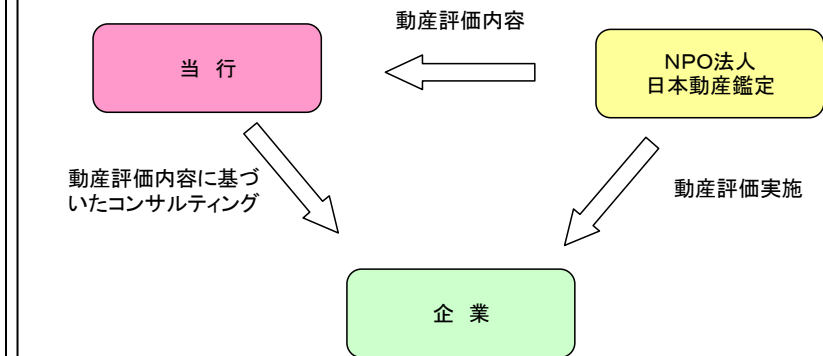 動産評価内容
当 行
NPO法人
日本動産鑑定
動産評価内容に基づ
いたコンサルティング
動産評価実施
企 業